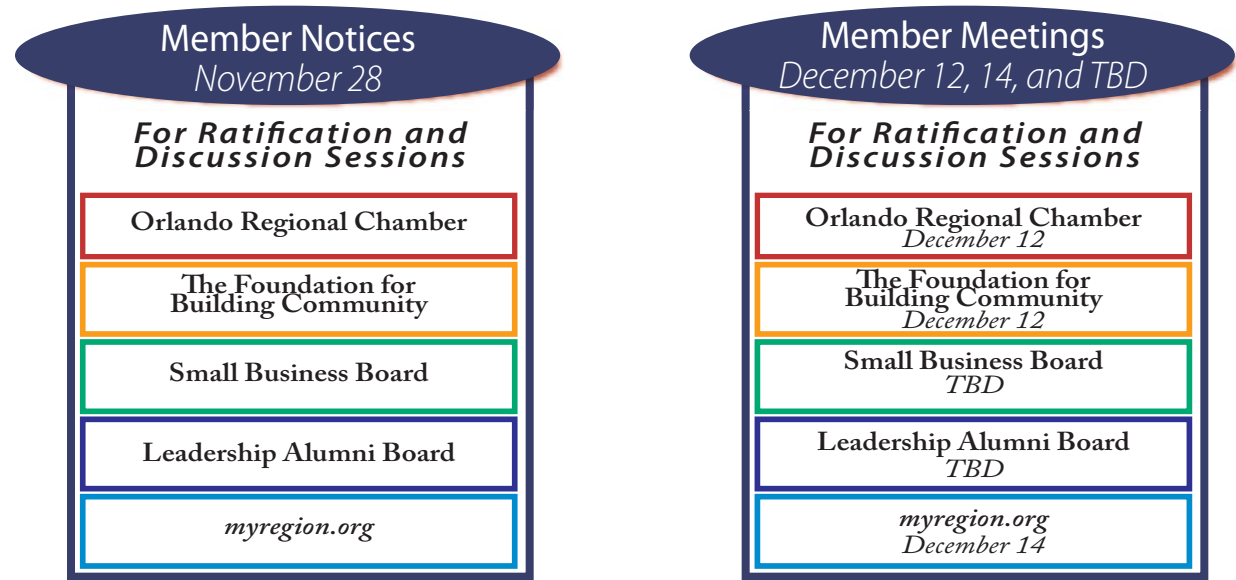 Member Notices
November 28
For Ratification and
Discussion Sessions
Orlando Regional Chamber
The Foundation for
Building Community
Small Business Board
Leadership Alumni Board
myregion.org
Member Meetings
December 12, 14, and TBD
For Ratification and
Discussion Sessions
Orlando Regional Chamber
December 12
The Foundation for
Building Community
December 12
Small Business Board
TBD
Leadership Alumni Board
TBD
myregion.org
December 14